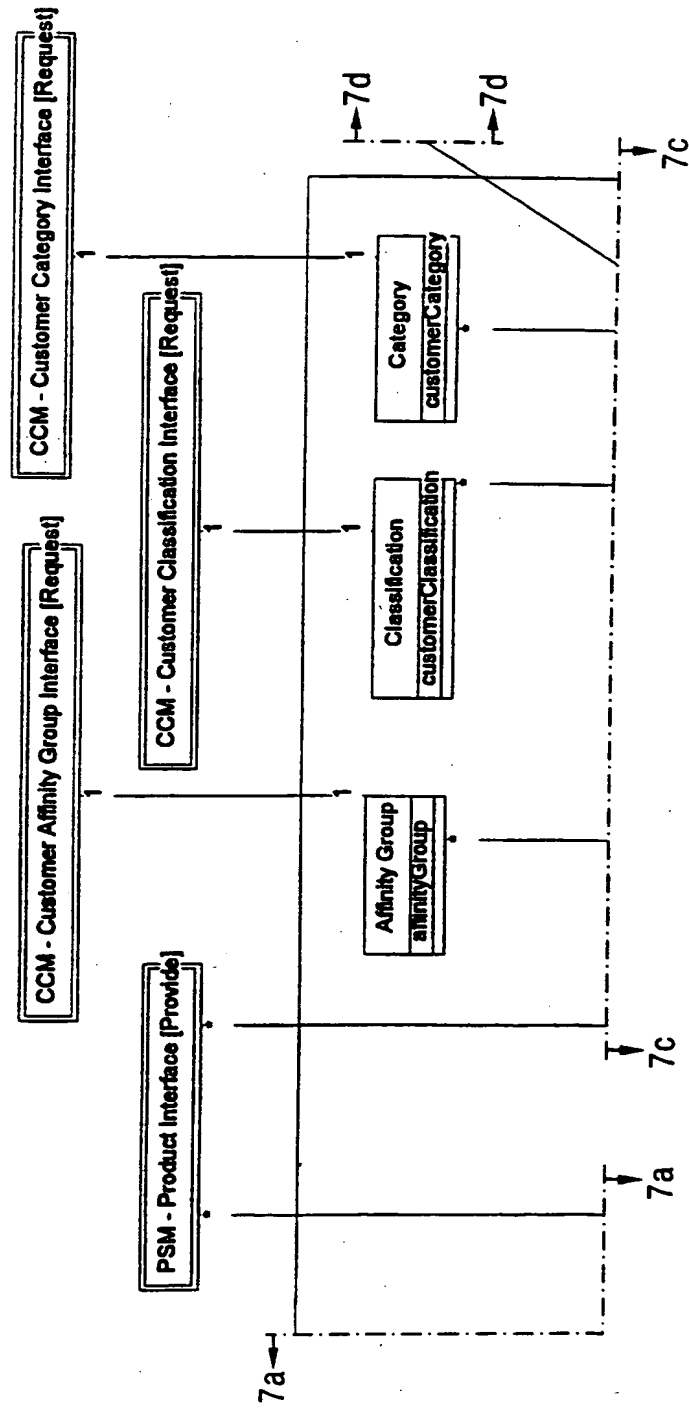 CCM - Customer Affinity Group Interface [Request]
CCM - Customer Category Interface [Request]
1
1
PSM - Product Interface [Provide]
CCM - Customer Classification Interface [Request]
*
*
1
7a
7d
1
1
1
Affinity Group
affinityGroup
*
Classification
customerClassification
*
Category
customerCategory
*
7d
7a
7c
7c